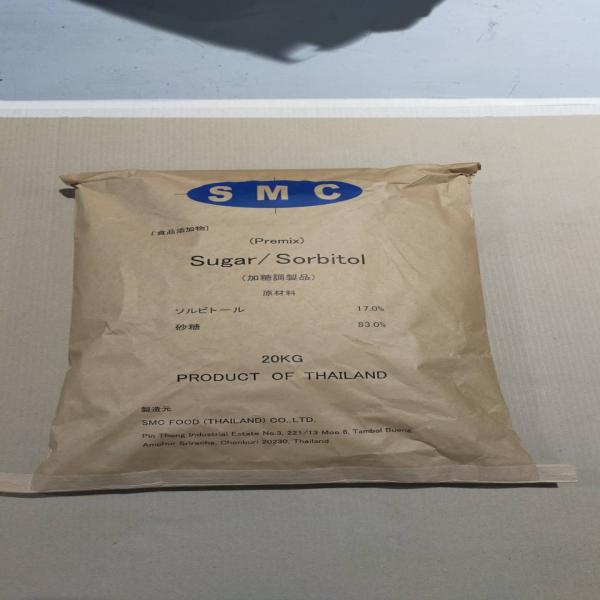 SMC
［食品添加物］
(Premix)
Sugar/Sorbitol
（加糖調製品）
原材料
ソルビトール 17.0%
砂糖 83.0%
20KG
PRODUCT OF THAILAND
製造元
SMC FOOD (THAILAND) CO.,LTD.
Pin Thong Industrial Estate No.3, 221/13 Moo 6, Tambol Bueng
Amphur Sriracha, Chonburi 20230, Thailand